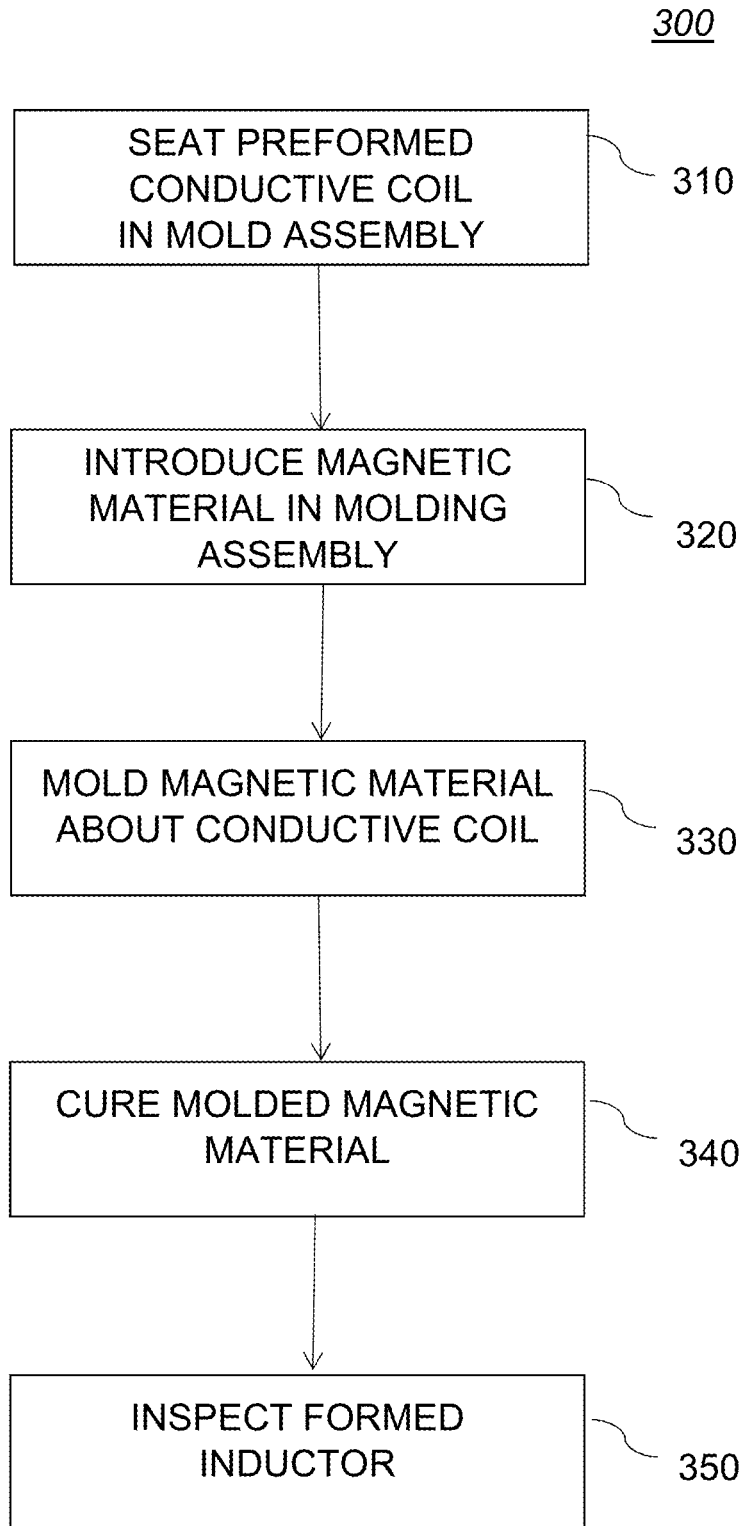 300
SEAT PREFORMED
CONDUCTIVE COIL
IN MOLD ASSEMBLY
310
INTRODUCE MAGNETIC
MATERIAL IN MOLDING
ASSEMBLY
320
MOLD MAGNETIC MATERIAL
ABOUT CONDUCTIVE COIL
330
CURE MOLDED MAGNETIC
MATERIAL
340
INSPECT FORMED
INDUCTOR
350